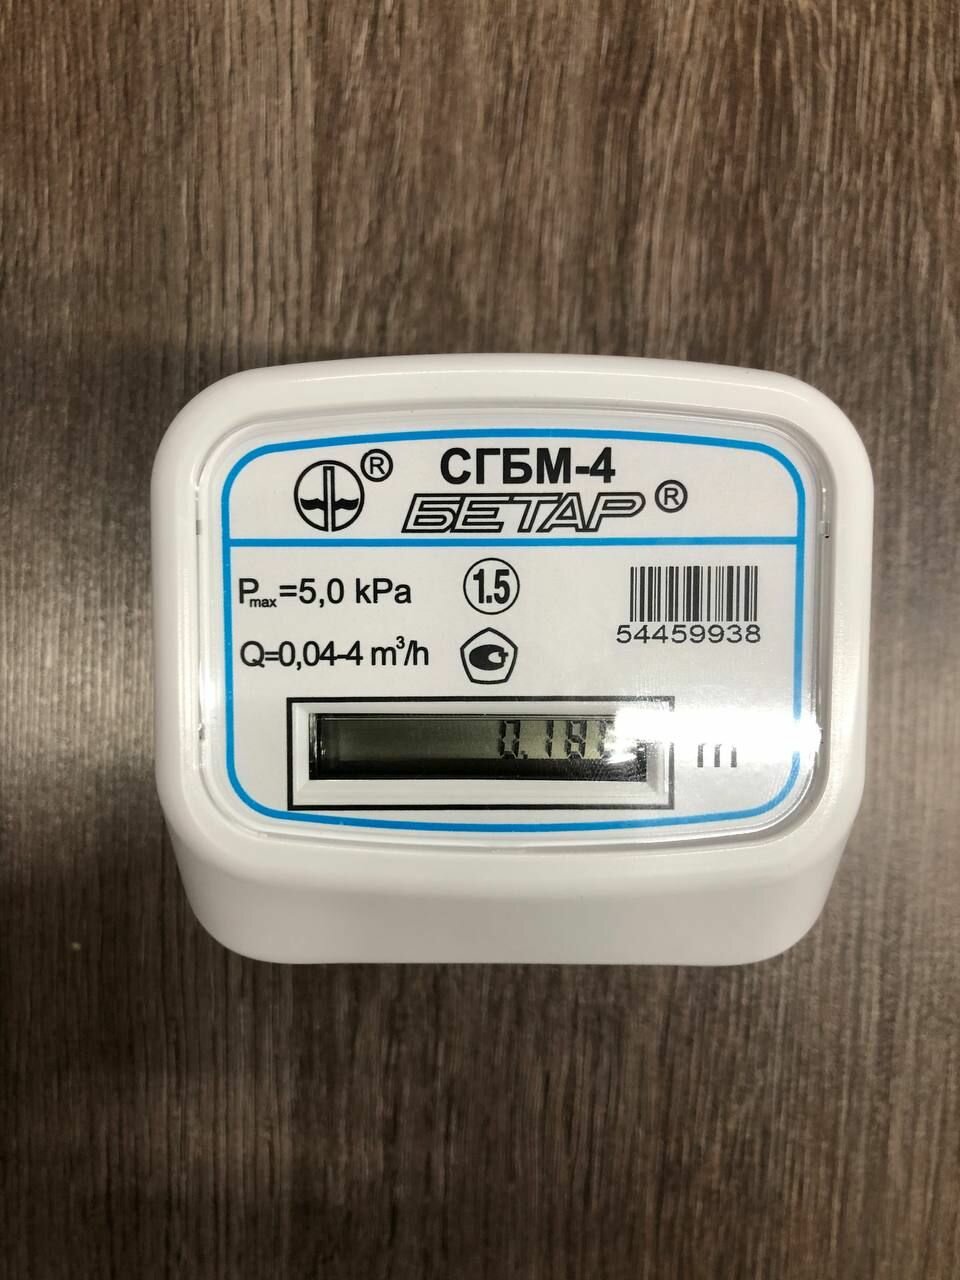 ® СГБМ-4
БЕТАР ®
Pmax=5,0 kPa
1.5
54459938
Q=0,04-4 m³/h
m